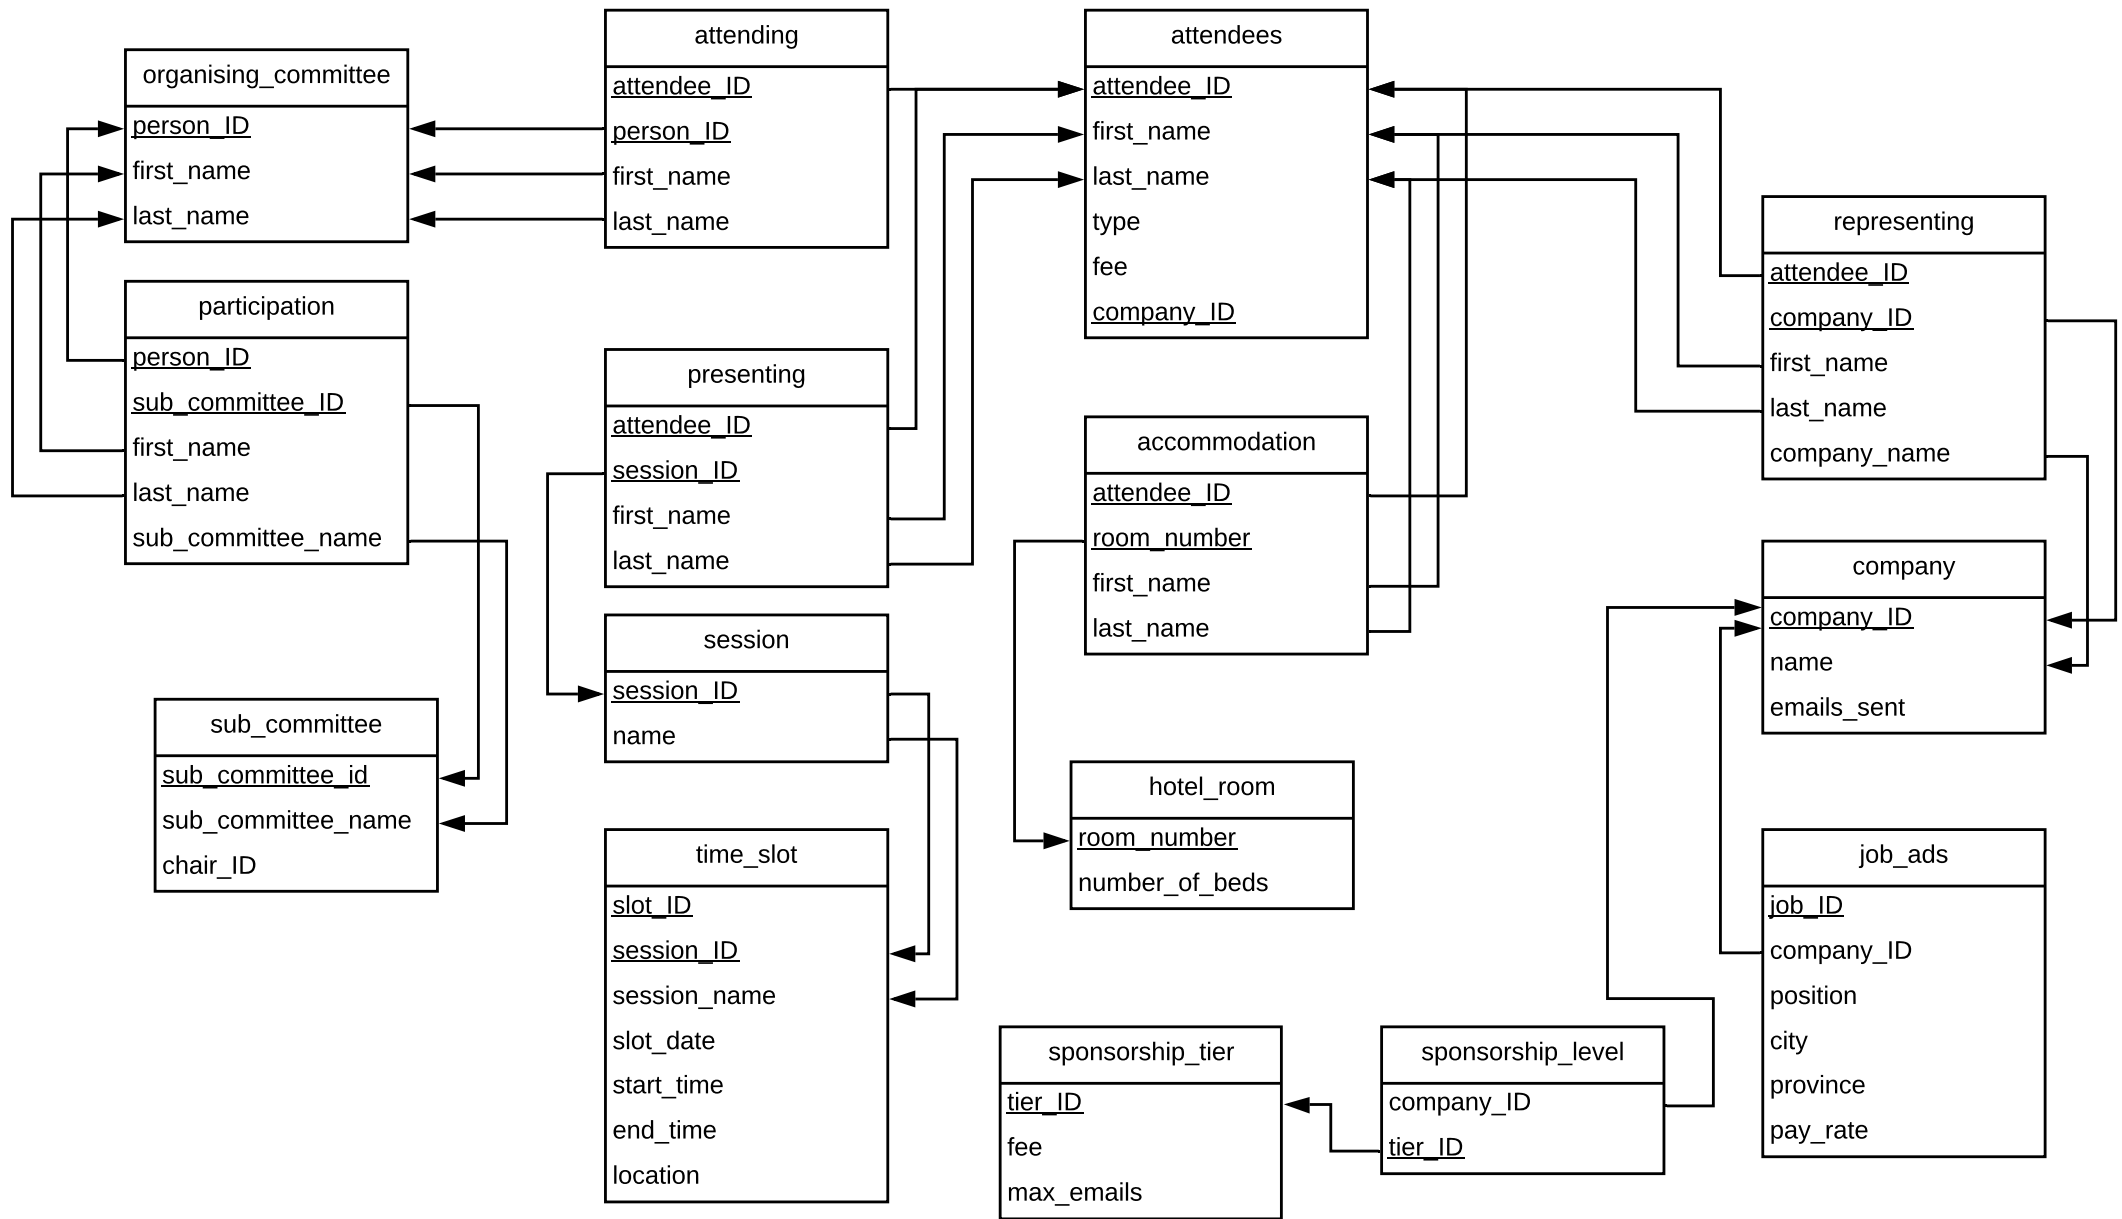 organising_committee
person_ID
first_name
last_name
participation
person_ID
sub_committee_ID
first_name
last_name
sub_committee_name
sub_committee
sub_committee_id
sub_committee_name
chair_ID
attending
attendee_ID
person_ID
first_name
last_name
presenting
attendee_ID
session_ID
first_name
last_name
session
session_ID
name
time_slot
slot_ID
session_ID
session_name
slot_date
start_time
end_time
location
attendees
attendee_ID
first_name
last_name
type
fee
company_ID
accommodation
attendee_ID
room_number
first_name
last_name
hotel_room
room_number
number_of_beds
sponsorship_tier
tier_ID
fee
max_emails
sponsorship_level
company_ID
tier_ID
representing
attendee_ID
company_ID
first_name
last_name
company_name
company
company_ID
name
emails_sent
job_ads
job_ID
company_ID
position
city
province
pay_rate